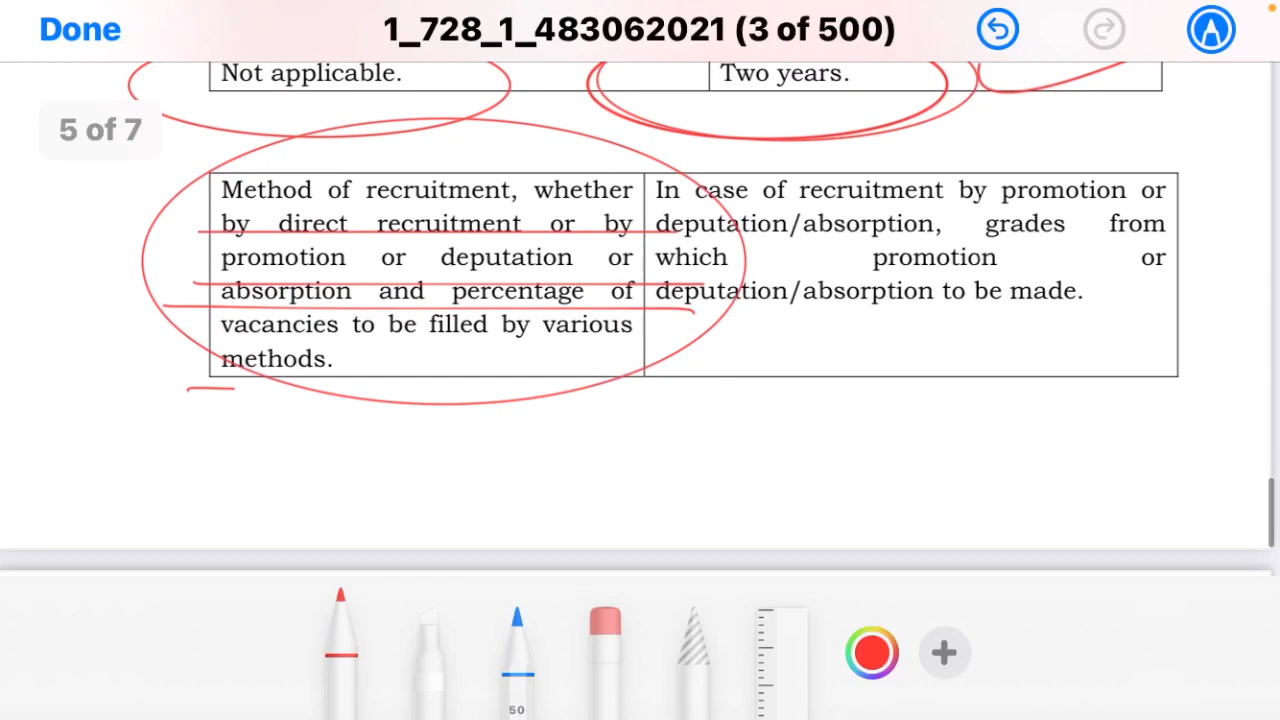 Done
1_728_1_483062021 (3 of 500)
Not applicable.
Two years.
5 of 7
Method of recruitment, whether
by direct recruitment or by
promotion or deputation or
absorption and percentage of
vacancies to be filled by various
methods.
In case of recruitment by promotion or
deputation/absorption, grades from
which promotion or
deputation/absorption to be made.
50